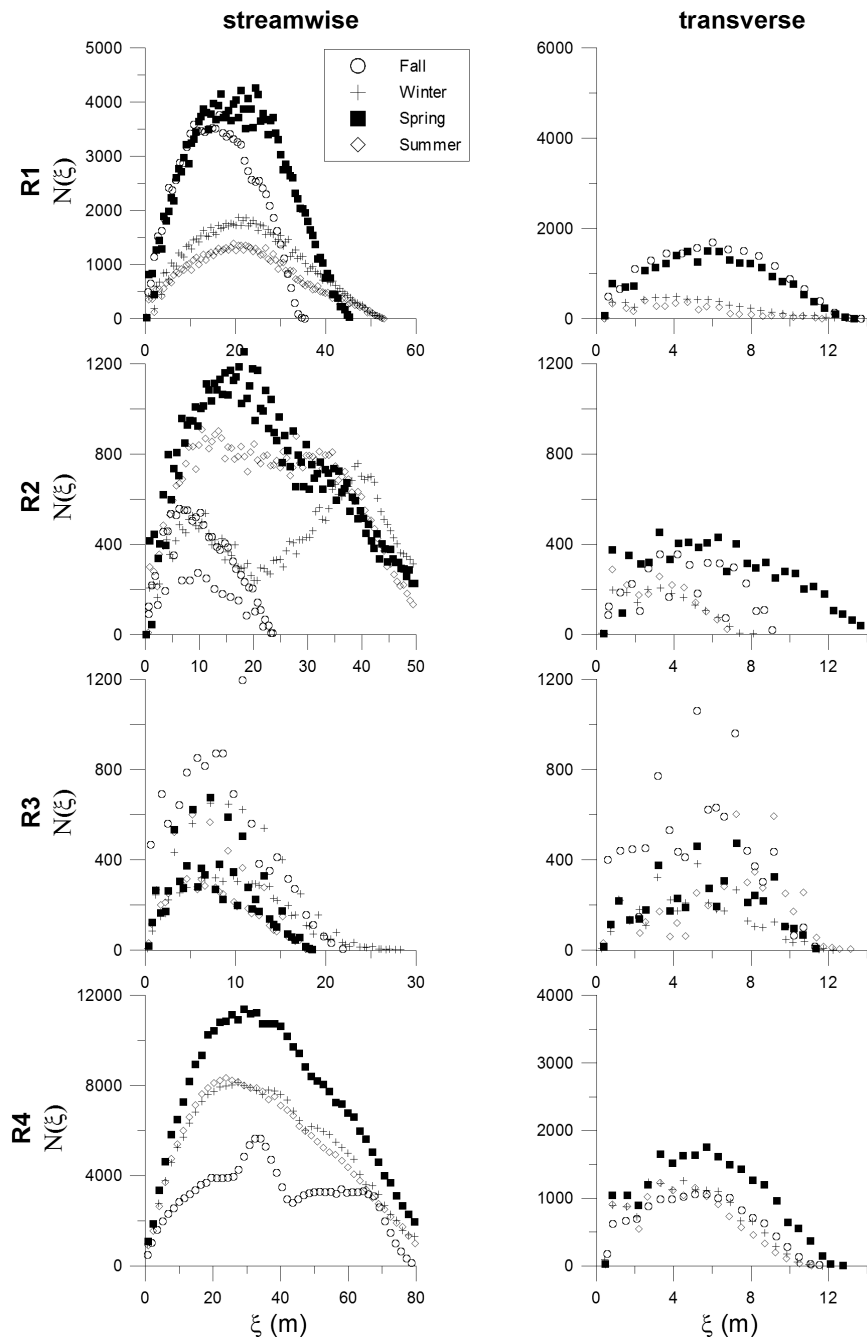 streamwise transverse
5000 6000
Fall
4000 Winter
Spring
Summer
R1 N(ξ) 3000 4000
2000 2000
1000
0 0
0 20 40 60 0 4 8 12
1200 1200
R2 N(ξ) 800 800
400 400
0 0
0 10 20 30 40 50 0 4 8 12
1200 1200
R3 N(ξ) 800 800
400 400
0 0
0 10 20 30 0 4 8 12
12000 4000
R4 N(ξ) 8000 3000
2000
4000 1000
0 0
0 20 40 60 80 0 4 8 12
ξ (m) ξ (m)